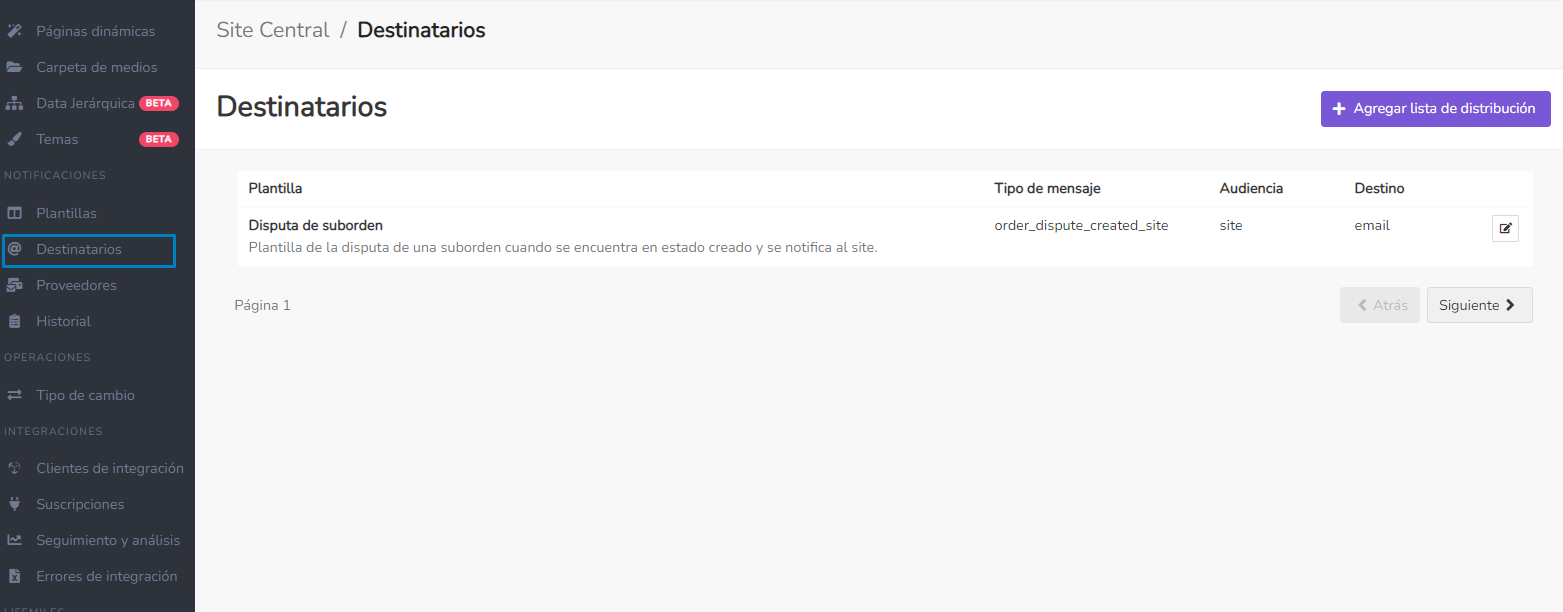 Páginas dinámicas
Carpeta de medios
Data Jerárquica BETA
Temas BETA
NOTIFICACIONES
Plantillas
@ Destinatarios
Proveedores
Historial
OPERACIONES
Tipo de cambio
INTEGRACIONES
Clientes de integración
Suscripciones
Seguimiento y análisis
Errores de integración
LIFEMILES
Site Central / Destinatarios
Destinatarios
Agregar lista de distribución
Plantilla Tipo de mensaje Audiencia Destino
Disputa de suborden order_dispute_created_site site email
Plantilla de la disputa de una suborden cuando se encuentra en estado creado y se notifica al site.
Página 1 Atrás Siguiente